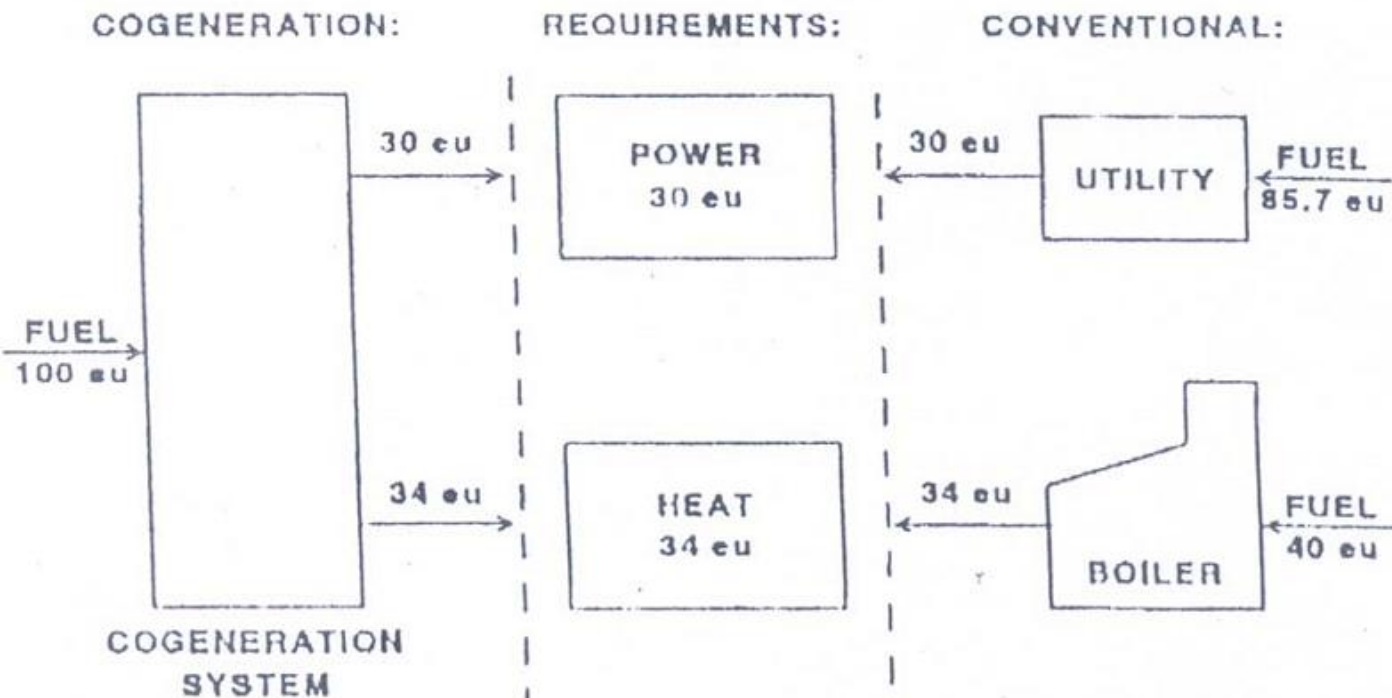 COGENERATION:
REQUIREMENTS:
CONVENTIONAL:
30 eu
POWER
30 eu
30 eu
UTILITY
FUEL
85.7 eu
FUEL
100 eu
34 eu
HEAT
34 eu
34 eu
BOILER
FUEL
40 eu
COGENERATION
SYSTEM